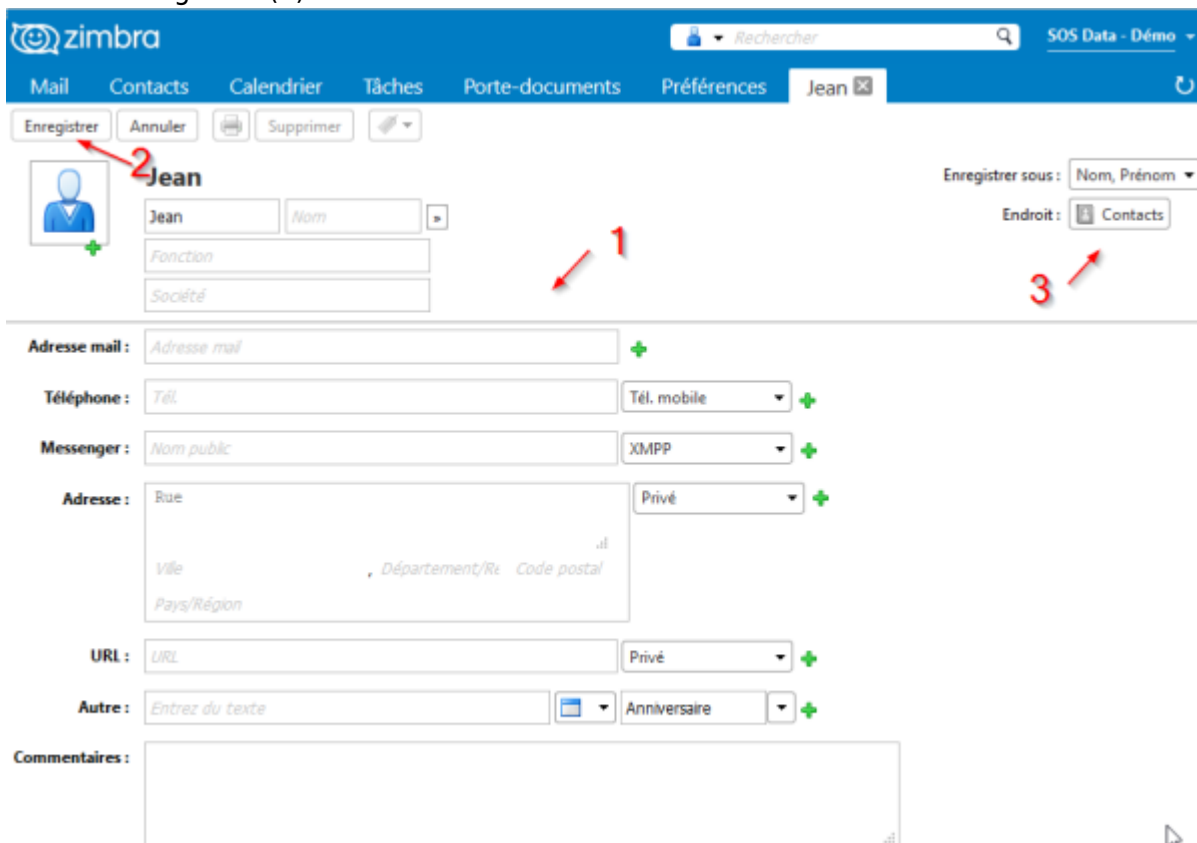 zimbra Rechercher SOS Data - Démo
Mail Contacts Calendrier Tâches Porte-documents Préférences Jean
Enregistrer Annuler Supprimer
2
Jean
Enregistrer sous : Nom, Prénom
Jean Nom »
Endroit : Contacts
1
Fonction
3
Société
Adresse mail : Adresse mail
Téléphone : Tél. Tél. mobile
Messenger : Nom public XMPP
Adresse : Rue Privé
Ville , Département/Ré Code postal
Pays/Région
URL : URL Privé
Autre : Entrez du texte Anniversaire
Commentaires :